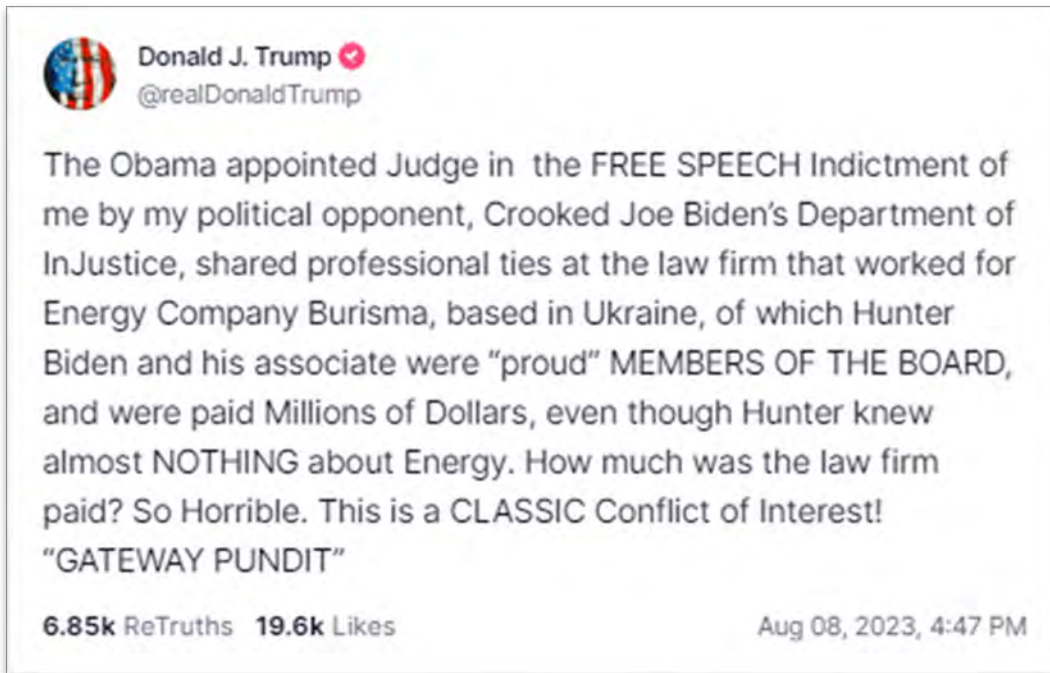 Donald J. Trump
@realDonaldTrump
The Obama appointed Judge in the FREE SPEECH Indictment of
me by my political opponent, Crooked Joe Biden's Department of
InJustice, shared professional ties at the law firm that worked for
Energy Company Burisma, based in Ukraine, of which Hunter
Biden and his associate were "proud" MEMBERS OF THE BOARD,
and were paid Millions of Dollars, even though Hunter knew
almost NOTHING about Energy. How much was the law firm
paid? So Horrible. This is a CLASSIC Conflict of Interest!
"GATEWAY PUNDIT"
6.85k ReTruths 19.6k Likes Aug 08, 2023, 4:47 PM